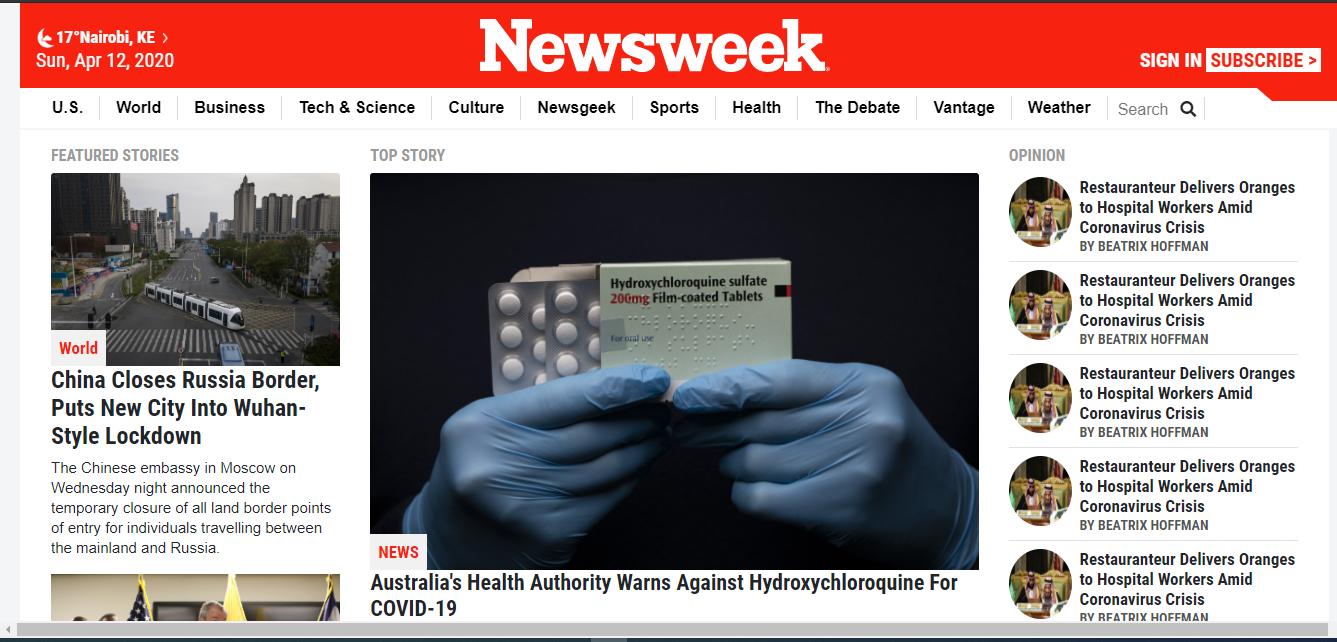 17°Nairobi, KE
Sun, Apr 12, 2020
Newsweek
SIGN IN SUBSCRIBE >
U.S. World Business Tech & Science Culture Newsgeek Sports Health The Debate Vantage Weather Search
FEATURED STORIES
World
China Closes Russia Border,
Puts New City Into Wuhan-
Style Lockdown
The Chinese embassy in Moscow on
Wednesday night announced the
temporary closure of all land border points
of entry for individuals travelling between
the mainland and Russia.
TOP STORY
Hydroxychloroquine sulfate
200mg Film-coated Tablets
For oral use
NEWS
Australia's Health Authority Warns Against Hydroxychloroquine For
COVID-19
OPINION
Restauranteur Delivers Oranges
to Hospital Workers Amid
Coronavirus Crisis
BY BEATRIX HOFFMAN
Restauranteur Delivers Oranges
to Hospital Workers Amid
Coronavirus Crisis
BY BEATRIX HOFFMAN
Restauranteur Delivers Oranges
to Hospital Workers Amid
Coronavirus Crisis
BY BEATRIX HOFFMAN
Restauranteur Delivers Oranges
to Hospital Workers Amid
Coronavirus Crisis
BY BEATRIX HOFFMAN
Restauranteur Delivers Oranges
to Hospital Workers Amid
Coronavirus Crisis
BY BEATRIX HOFFMAN